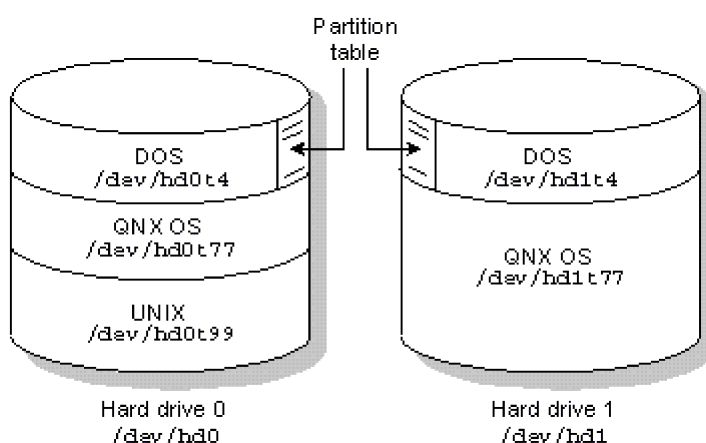 Partition
table
DOS
/dev/hd0t4
QNX OS
/dev/hd0t77
UNIX
/dev/hd0t99
Hard drive 0
/dev/hd0
DOS
/dev/hd1t4
QNX OS
/dev/hd1t77
Hard drive 1
/dev/hd1